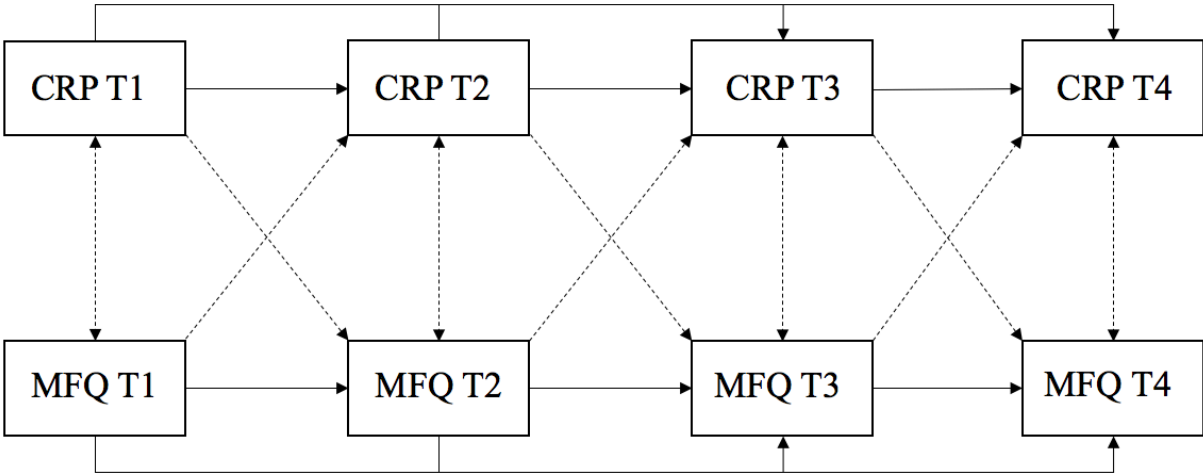 CRP T1
CRP T2
CRP T3
CRP T4
MFQ T1
MFQ T2
MFQ T3
MFQ T4